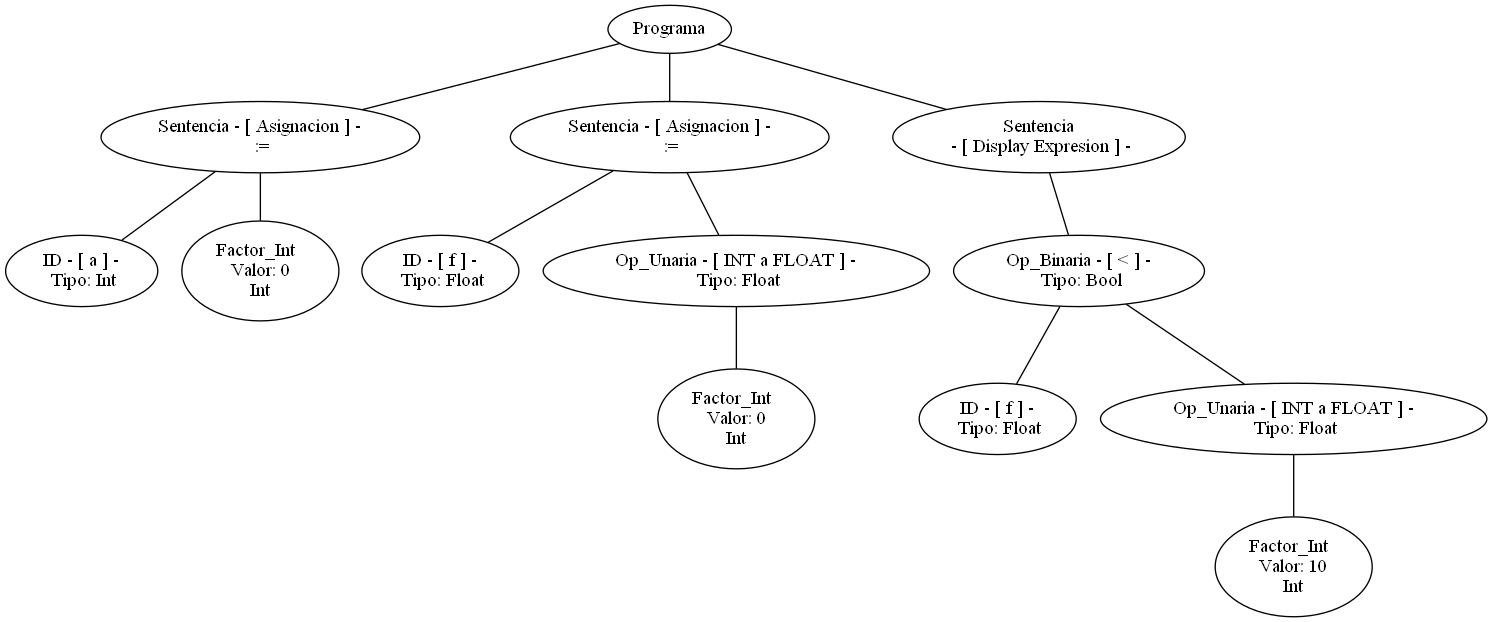 Programa
Sentencia - [ Asignacion ] -
:=
Sentencia - [ Asignacion ] -
:=
Sentencia
- [ Display Expresion ] -
ID - [ a ] -
Tipo: Int
Factor_Int
Valor: 0
Int
ID - [ f ] -
Tipo: Float
Op_Unaria - [ INT a FLOAT ] -
Tipo: Float
Op_Binaria - [ < ] -
Tipo: Bool
Factor_Int
Valor: 0
Int
ID - [ f ] -
Tipo: Float
Op_Unaria - [ INT a FLOAT ] -
Tipo: Float
Factor_Int
Valor: 10
Int